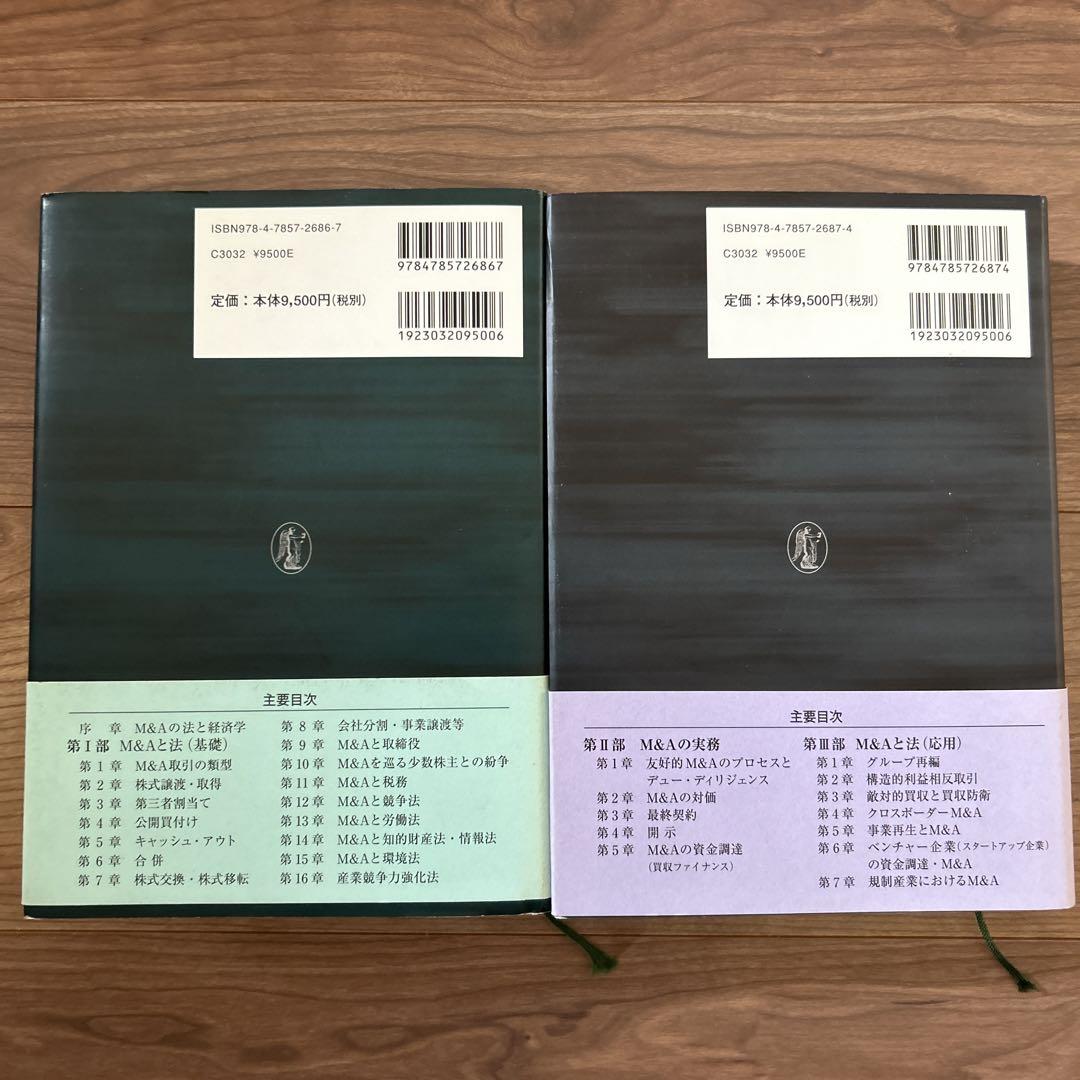 ISBN978-4-7857-2686-7
C3032 ¥9500E
定価：本体9,500円(税別)
9784785726867
1923032095006
主要目次
序 章 M&Aの法と経済学
第Ⅰ部 M&Aと法(基礎)
第1章 M&A取引の類型
第2章 株式譲渡・取得
第3章 第三者割当て
第4章 公開買付け
第5章 キャッシュ・アウト
第6章 合併
第7章 株式交換・株式移転
第8章 会社分割・事業譲渡等
第9章 M&Aと取締役
第10章 M&Aを巡る少数株主との紛争
第11章 M&Aと税務
第12章 M&Aと競争法
第13章 M&Aと労働法
第14章 M&Aと知的財産法・情報法
第15章 M&Aと環境法
第16章 産業競争力強化法
ISBN978-4-7857-2687-4
C3032 ¥9500E
定価：本体9,500円(税別)
9784785726874
1923032095006
主要目次
第Ⅱ部 M&Aの実務
第1章 友好的M&Aのプロセスと
デュー・ディリジェンス
第2章 M&Aの対価
第3章 最終契約
第4章 開示
第5章 M&Aの資金調達
(買収ファイナンス)
第Ⅲ部 M&Aと法(応用)
第1章 グループ再編
第2章 構造的利益相反取引
第3章 敵対的買収と買収防衛
第4章 クロスボーダーM&A
第5章 事業再生とM&A
第6章 ベンチャー企業(スタートアップ企業)
の資金調達・M&A
第7章 規制産業におけるM&A